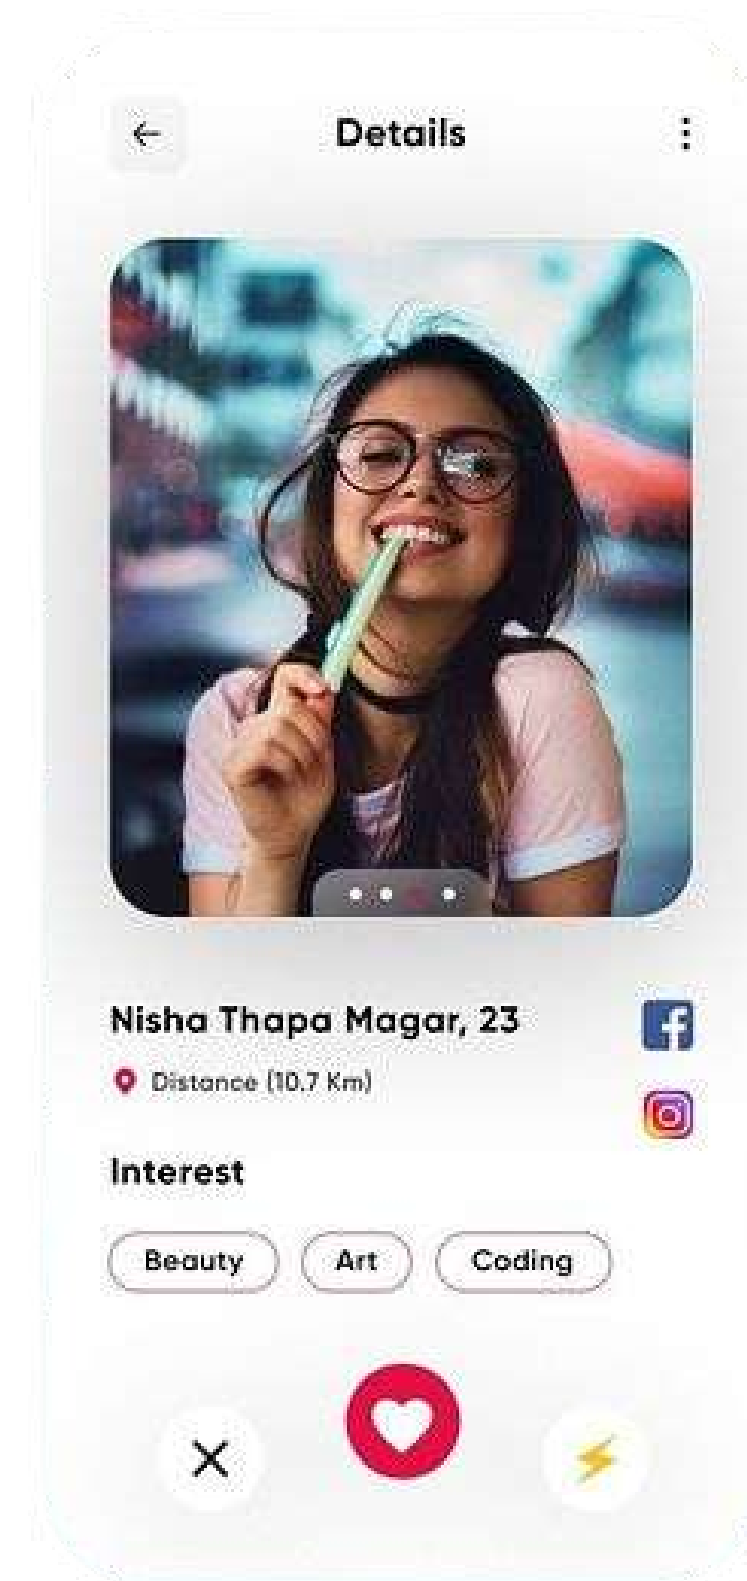 Details
Nisha Thapa Magar, 23
Distance (10.7 Km)
Interest
Beauty Art Coding